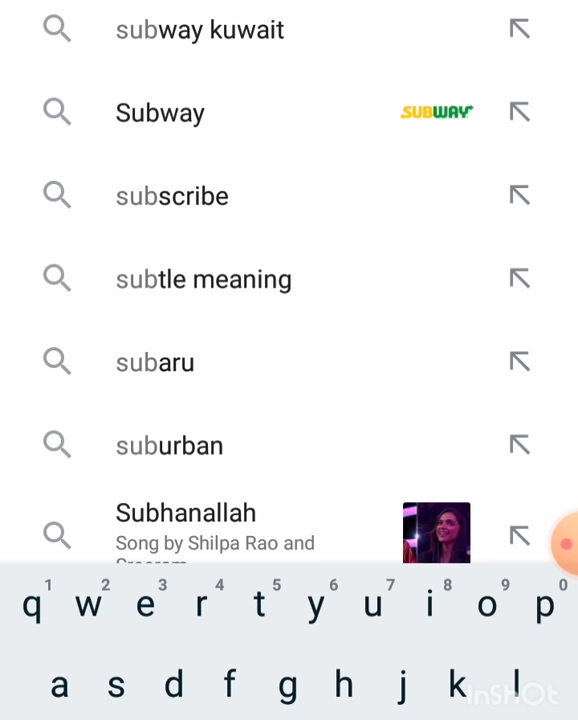 subway kuwait
Subway SUBWAY
subscribe
subtle meaning
subaru
suburban
Subhanallah
Song by Shilpa Rao and
1 2 3 4 5 6 7 8 9 0
q w e r t y u i o p
a s d f g h j k l
InShOt